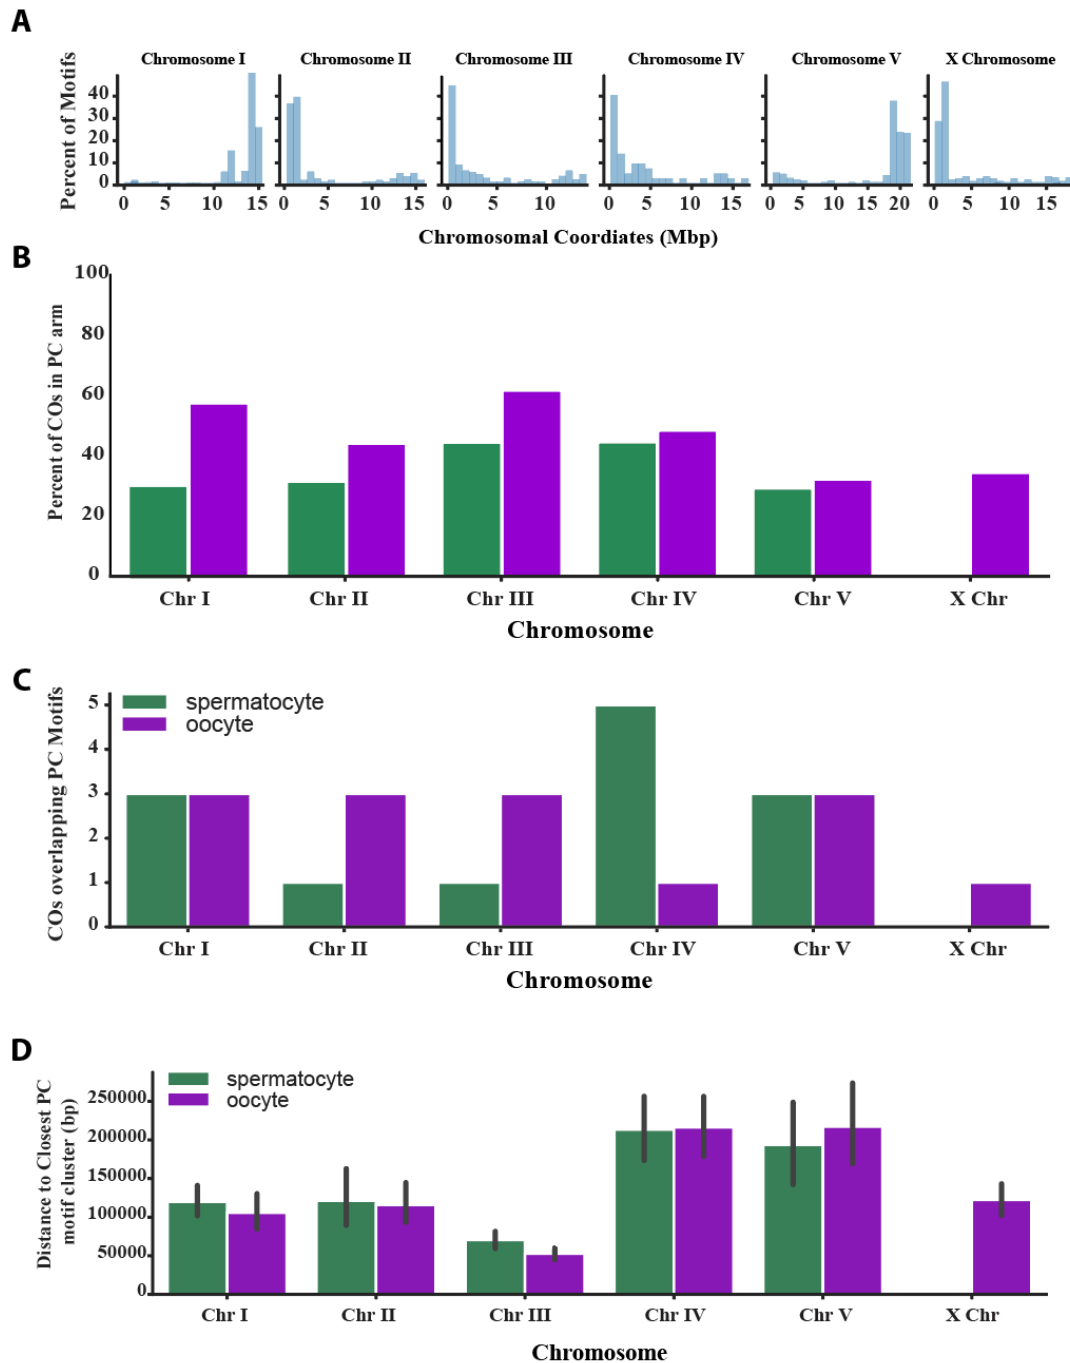 A
Chromosome I Chromosome II Chromosome III Chromosome IV Chromosome V X Chromosome
Percent of Motifs
40
30
20
10
0
0 5 10 15 0 5 10 15 0 5 10 0 5 10 15 0 5 10 15 20 0 5 10 15
Chromosomal Coordiates (Mbp)
B
Percent of COs in PC arm
100
80
60
40
20
0
Chr I Chr II Chr III Chr IV Chr V X Chr
Chromosome
C
COs overlapping PC Motifs
5
4
3
2
1
0
spermatocyte
oocyte
Chr I Chr II Chr III Chr IV Chr V X Chr
Chromosome
D
Distance to Closest PC
motif cluster (bp)
250000
200000
150000
100000
50000
0
spermatocyte
oocyte
Chr I Chr II Chr III Chr IV Chr V X Chr
Chromosome